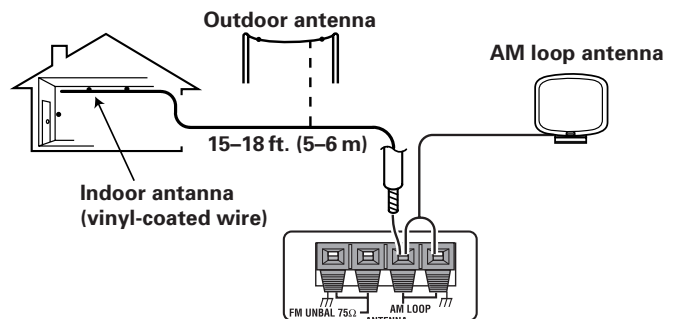 Outdoor antenna
AM loop antenna
15–18 ft. (5–6 m)
Indoor antanna
(vinyl-coated wire)
FM UNBAL 75Ω
AM LOOP
ANTENNA